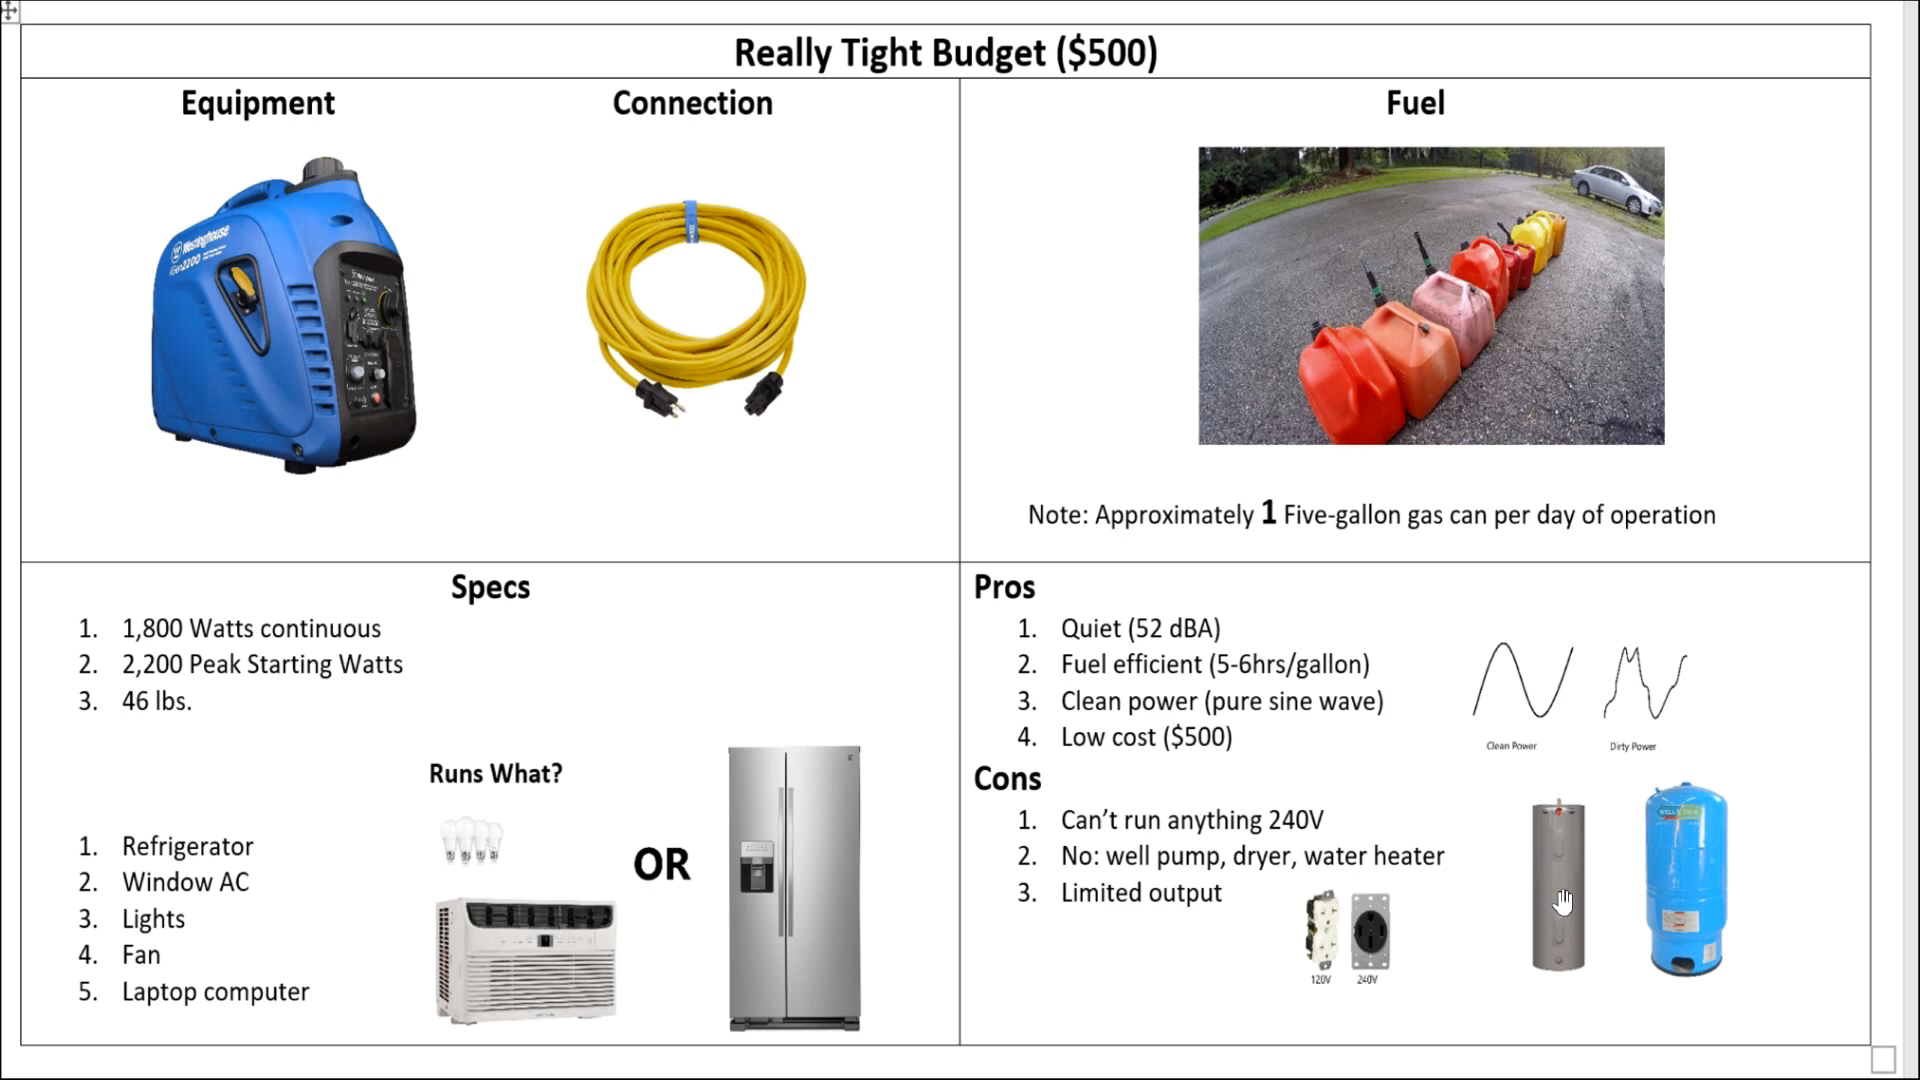 Really Tight Budget ($500)
Equipment
Connection
Westinghouse
iGen2200
Fuel
Note: Approximately 1 Five-gallon gas can per day of operation
Specs
1. 1,800 Watts continuous
2. 2,200 Peak Starting Watts
3. 46 lbs.
Runs What?
1. Refrigerator
2. Window AC
3. Lights
4. Fan
5. Laptop computer
OR
Pros
1. Quiet (52 dBA)
2. Fuel efficient (5-6hrs/gallon)
3. Clean power (pure sine wave)
4. Low cost ($500)
Clean Power
Dirty Power
Cons
1. Can’t run anything 240V
2. No: well pump, dryer, water heater
3. Limited output
120V
240V